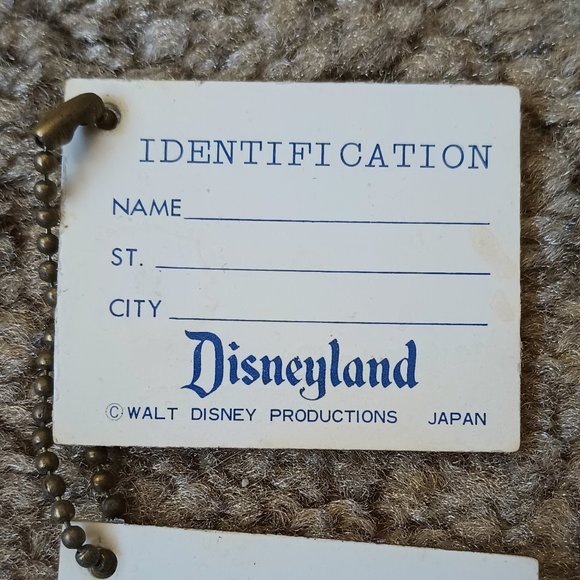 IDENTIFICATION
NAME
ST.
CITY
Disneyland
©WALT DISNEY PRODUCTIONS JAPAN